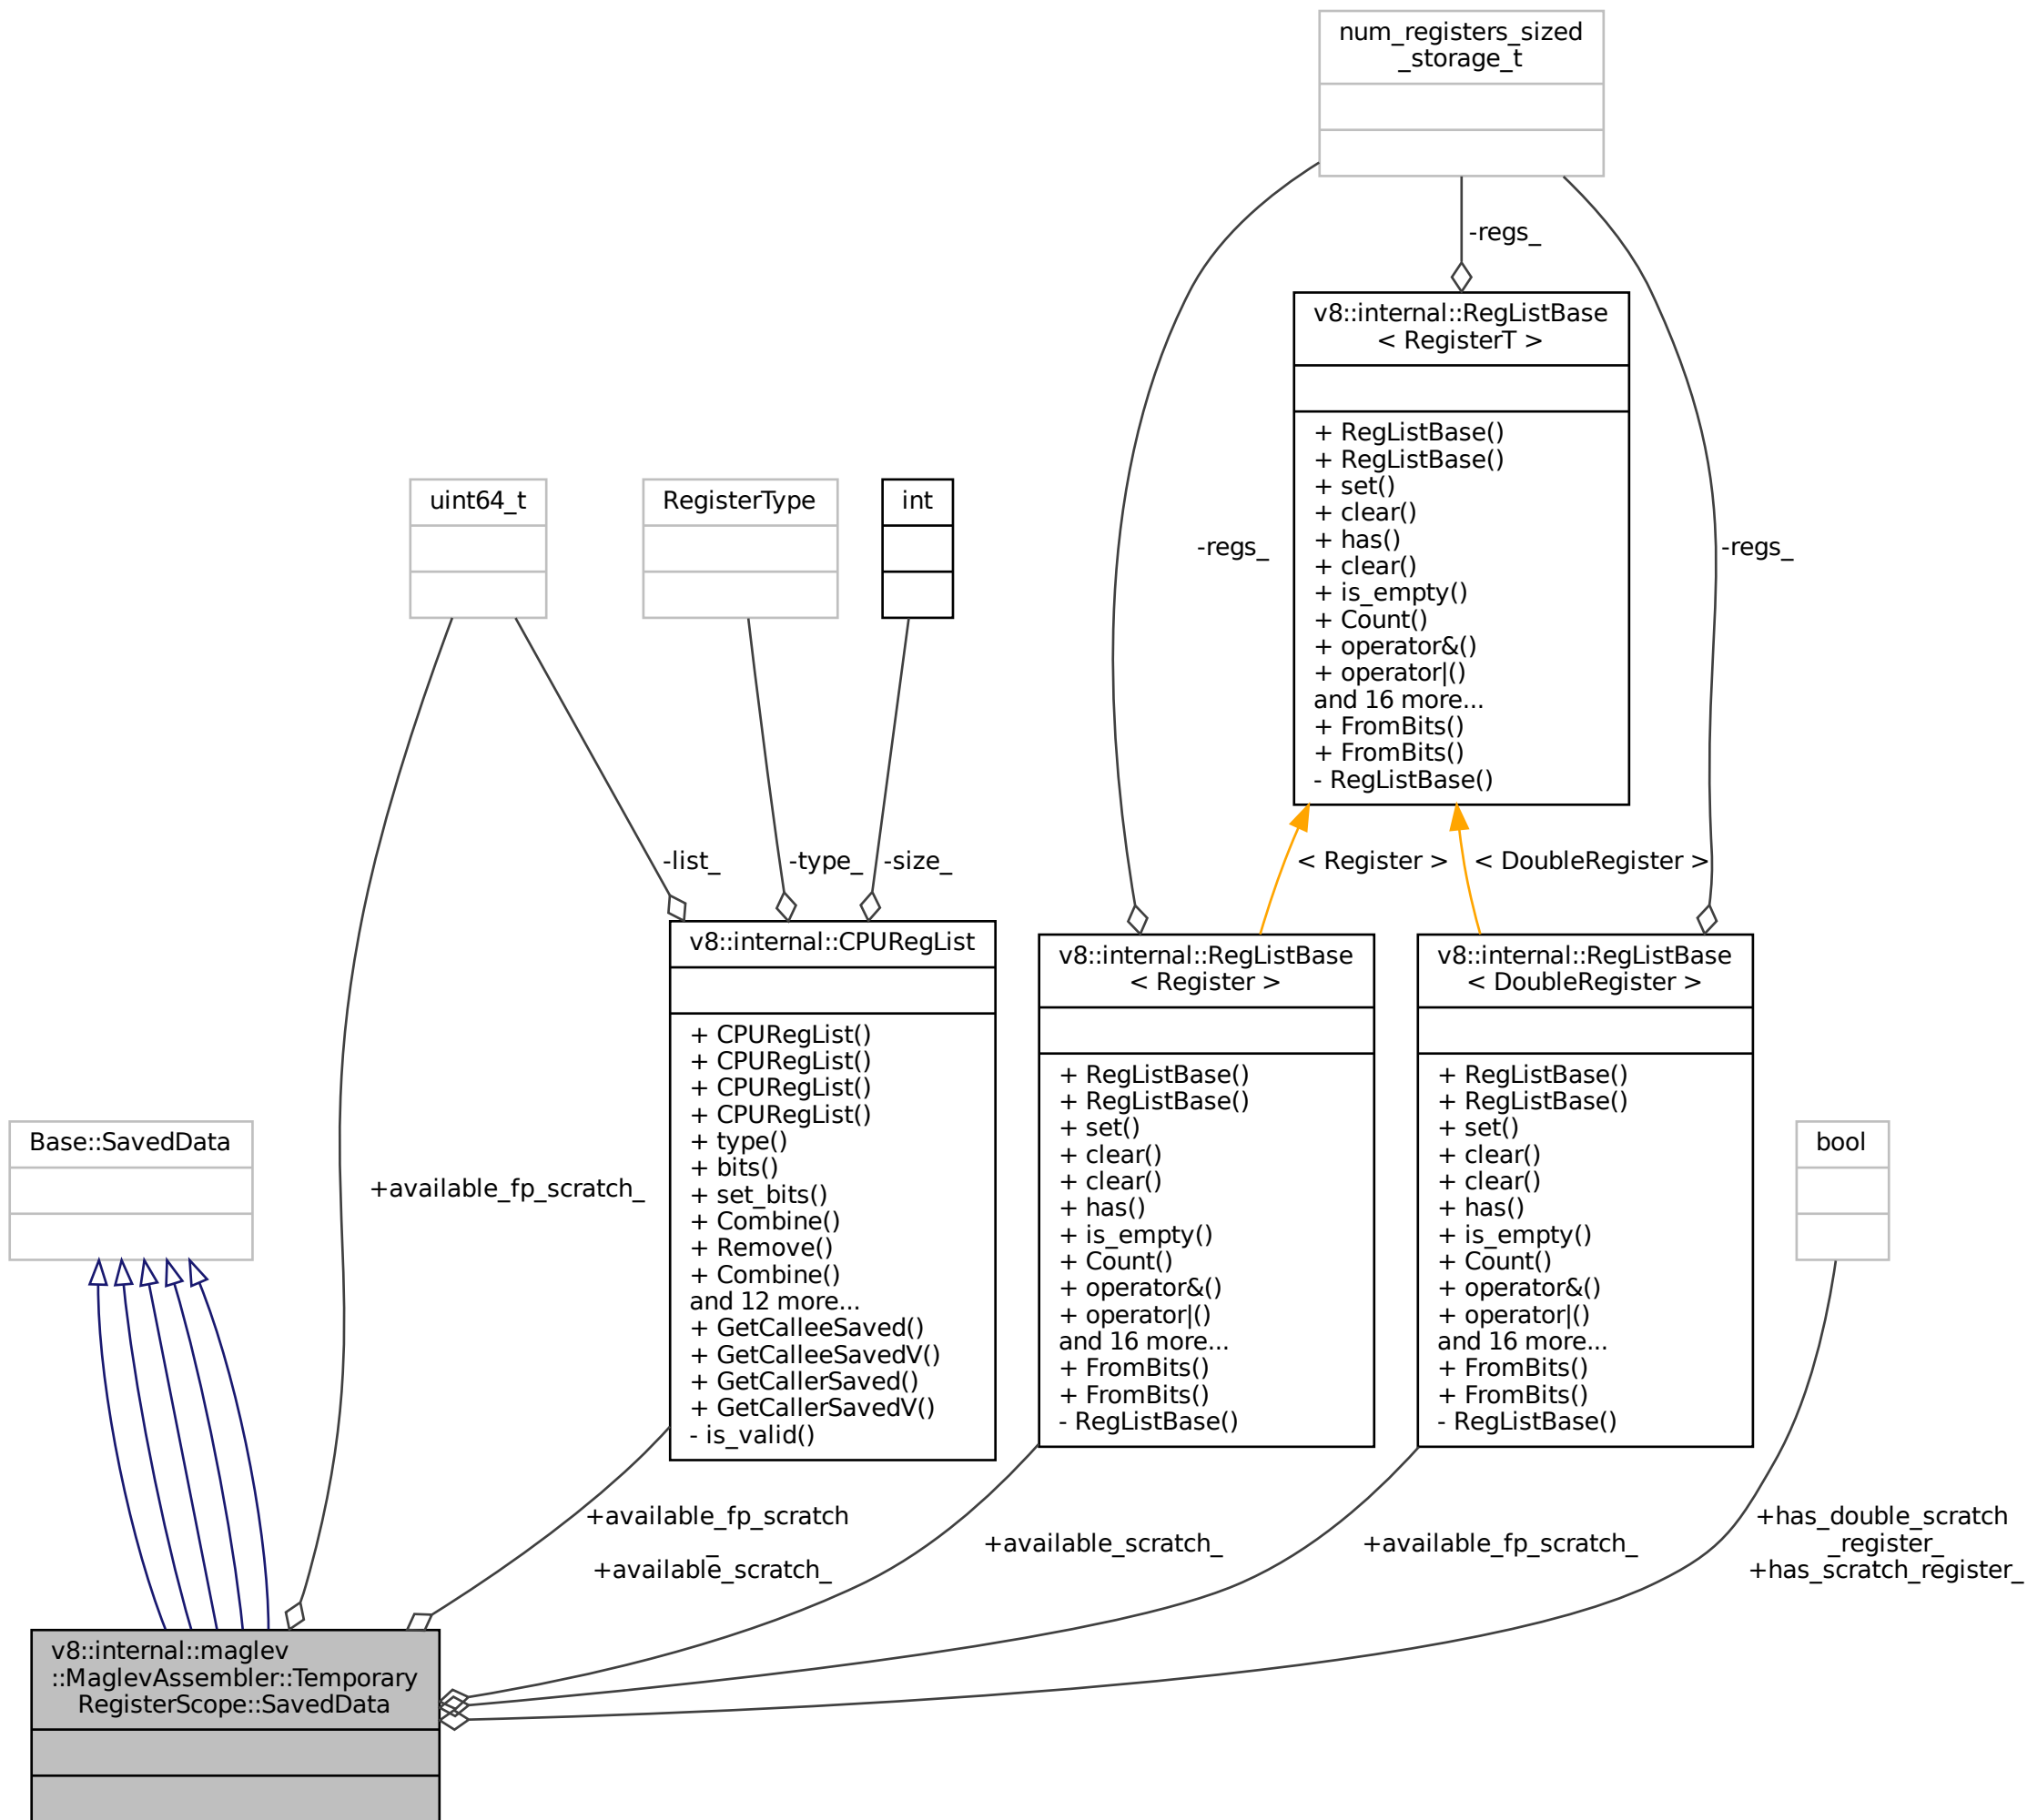 num_registers_sized
_storage_t
-regs_
v8::internal::RegListBase
< RegisterT >
+ RegListBase()
+ RegListBase()
+ set()
+ clear()
+ has()
+ clear()
+ is_empty()
+ Count()
+ operator&()
+ operator|()
and 16 more...
+ FromBits()
+ FromBits()
- RegListBase()
uint64_t
RegisterType
int
-regs_
-regs_
-list_
-type_
-size_
< Register >
< DoubleRegister >
v8::internal::CPURegList
+ CPURegList()
+ CPURegList()
+ CPURegList()
+ CPURegList()
+ type()
+ bits()
+ set_bits()
+ Combine()
+ Remove()
+ Combine()
and 12 more...
+ GetCalleeSaved()
+ GetCalleeSavedV()
+ GetCallerSaved()
+ GetCallerSavedV()
- is_valid()
v8::internal::RegListBase
< Register >
+ RegListBase()
+ RegListBase()
+ set()
+ clear()
+ clear()
+ has()
+ is_empty()
+ Count()
+ operator&()
+ operator|()
and 16 more...
+ FromBits()
+ FromBits()
- RegListBase()
v8::internal::RegListBase
< DoubleRegister >
+ RegListBase()
+ RegListBase()
+ set()
+ clear()
+ clear()
+ has()
+ is_empty()
+ Count()
+ operator&()
+ operator|()
and 16 more...
+ FromBits()
+ FromBits()
- RegListBase()
Base::SavedData
bool
+available_fp_scratch_
+available_fp_scratch
_
+available_scratch_
+available_scratch_
+available_fp_scratch_
+has_double_scratch
_register_
+has_scratch_register_
v8::internal::maglev
::MaglevAssembler::Temporary
RegisterScope::SavedData